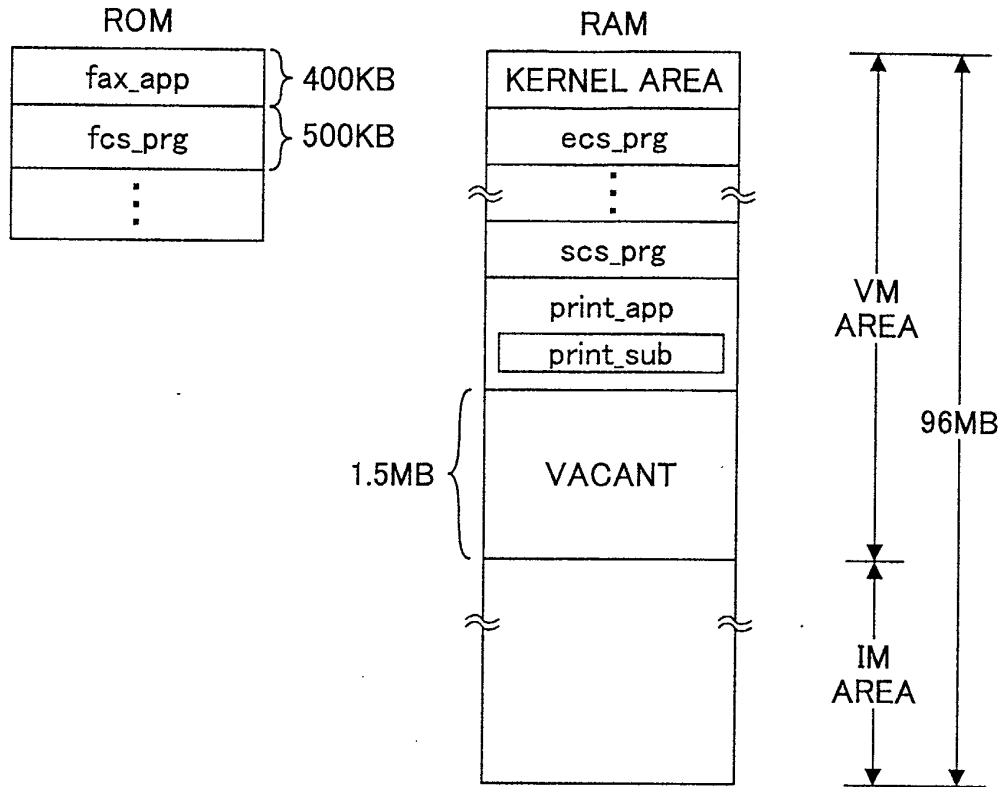 ROM
fax_app
400KB
fcs_prg
500KB
RAM
KERNEL AREA
ecs_prg
scs_prg
print_app
print_sub
1.5MB
VACANT
VM
AREA
96MB
IM
AREA